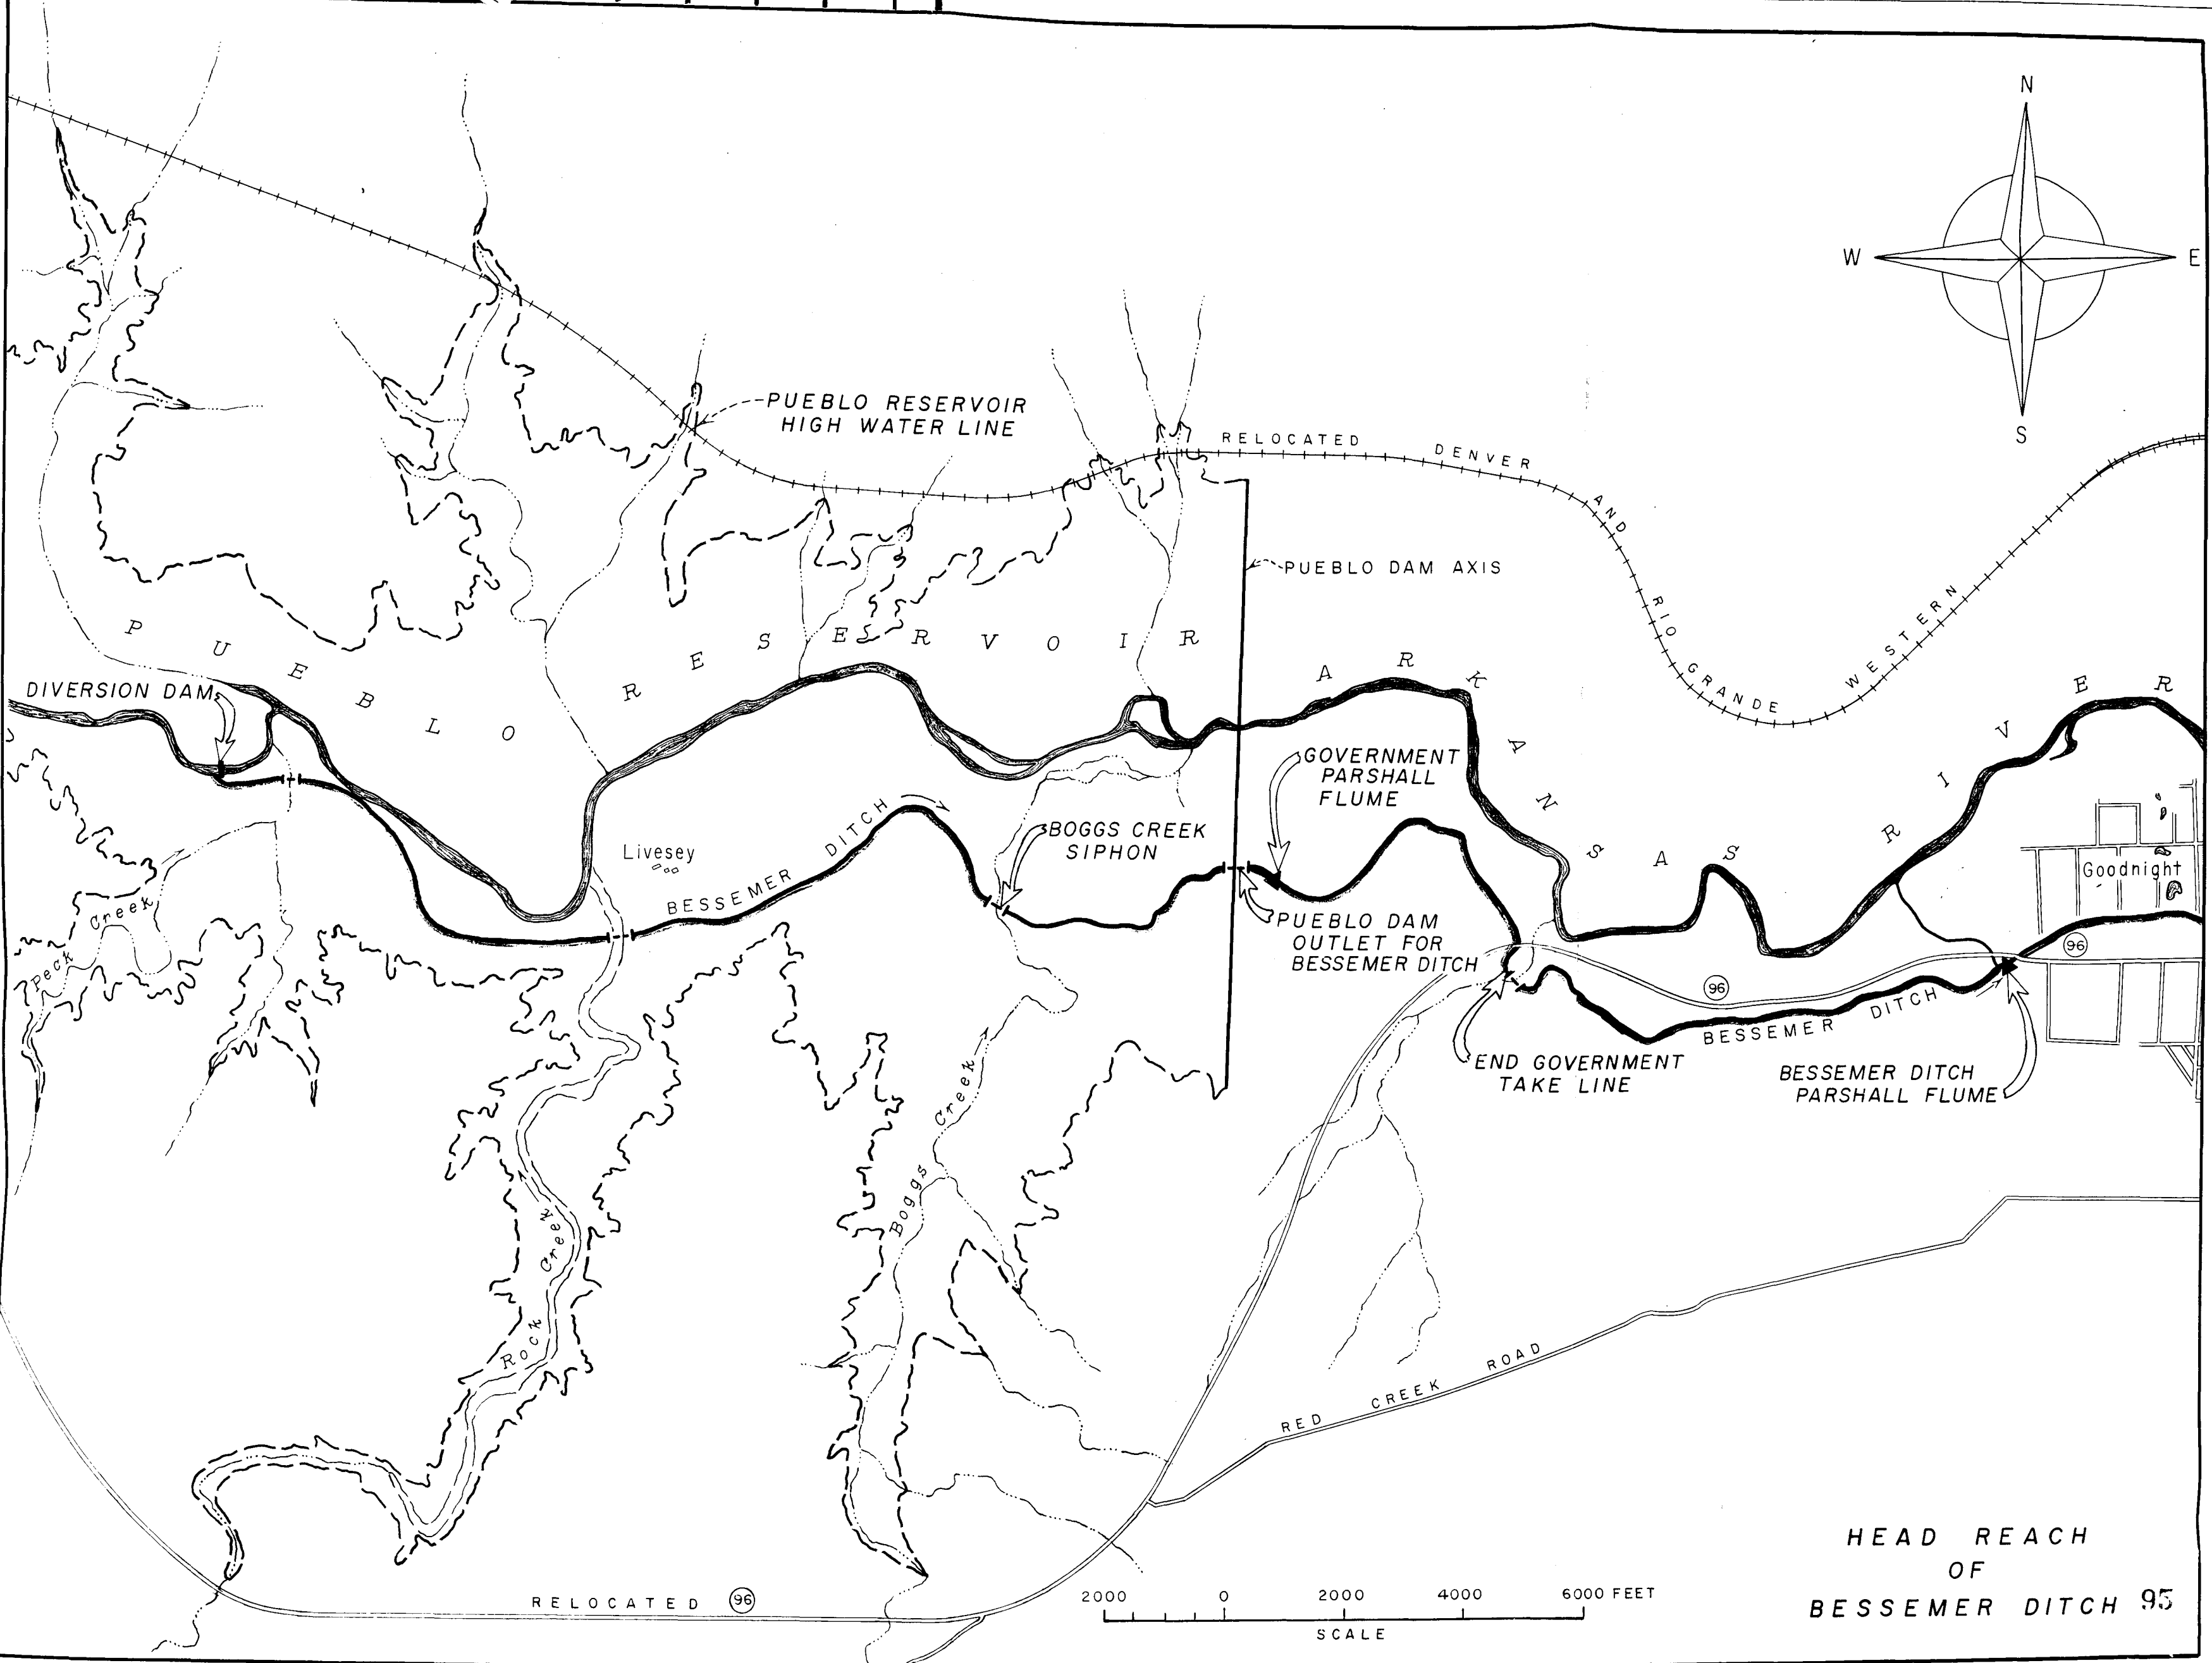 N
W
E
S
PUEBLO RESERVOIR
HIGH WATER LINE
RELOCATED DENVER AND RIO GRANDE WESTERN
PUEBLO DAM AXIS
PUEBLO RESERVOIR
ARKANSAS RIVER
DIVERSION DAM
GOVERNMENT
PARSHALL
FLUME
BOGGS CREEK
SIPHON
Livesey
BESSEMER DITCH
Goodnight
PUEBLO DAM
OUTLET FOR
BESSEMER DITCH
96
96
BESSEMER DITCH
Peck Creek
END GOVERNMENT
TAKE LINE
BESSEMER DITCH
PARSHALL FLUME
Boggs Creek
Rock Creek
RED CREEK ROAD
RELOCATED 96
2000 0 2000 4000 6000 FEET
SCALE
HEAD REACH
OF
BESSEMER DITCH 95